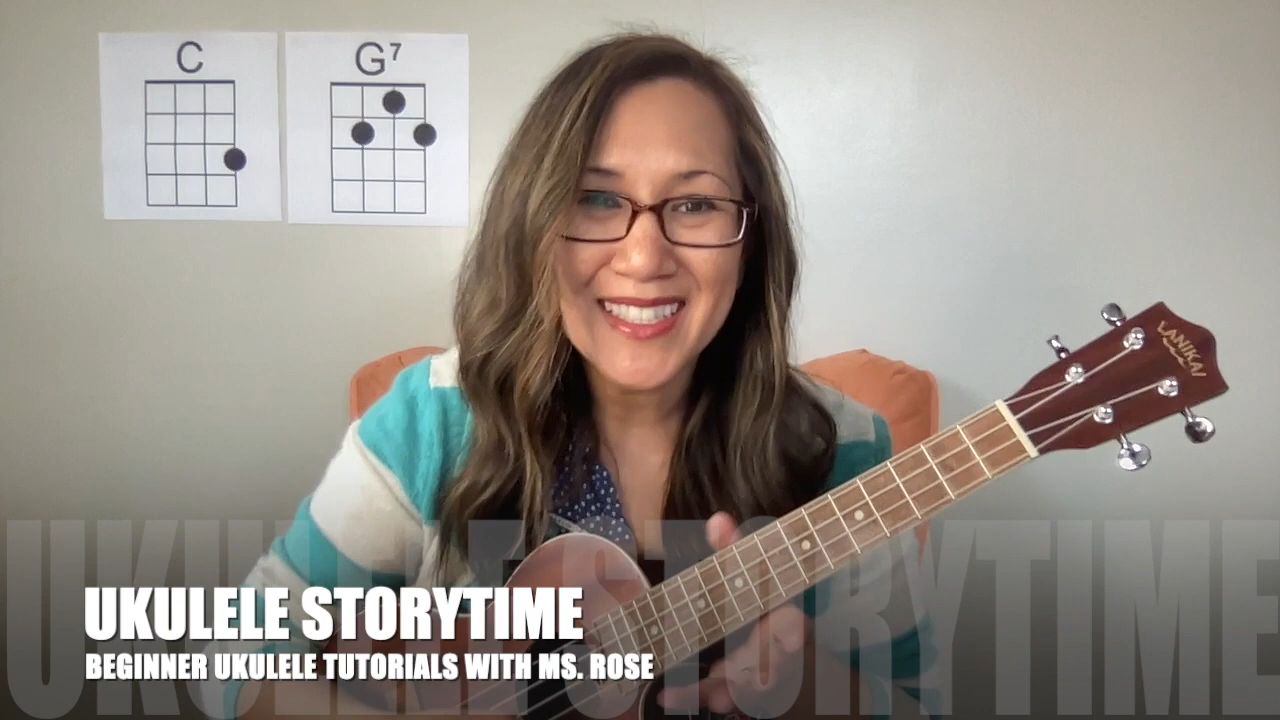 C
G7
LANIKAI
UKULELE STORYTIME
UKULELE STORYTIME
BEGINNER UKULELE TUTORIALS WITH MS. ROSE